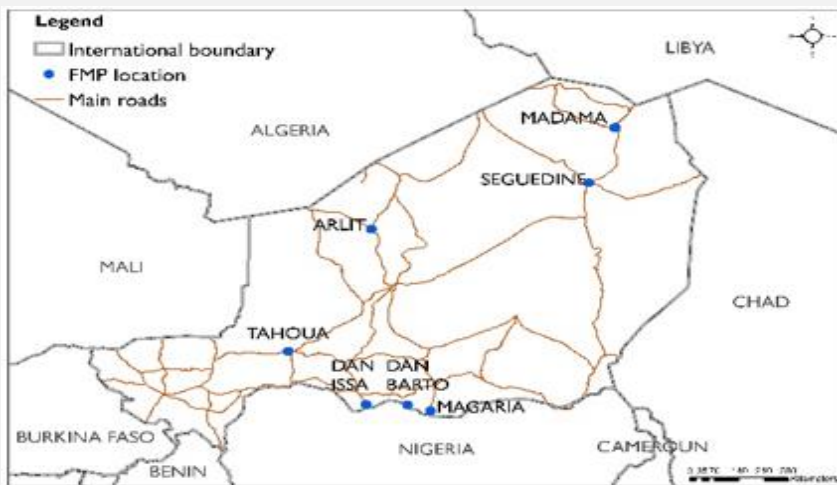 Legend
International boundary
FMP location
Main roads
LIBYA
ALGERIA
MADAMA
SEGUEDINE
ARLIT
MALI
CHAD
TAHOUA
DAN ISSA
DAN BARTO
MAGARIA
BURKINA FASO
NIGERIA
CAMEROUN
BENIN